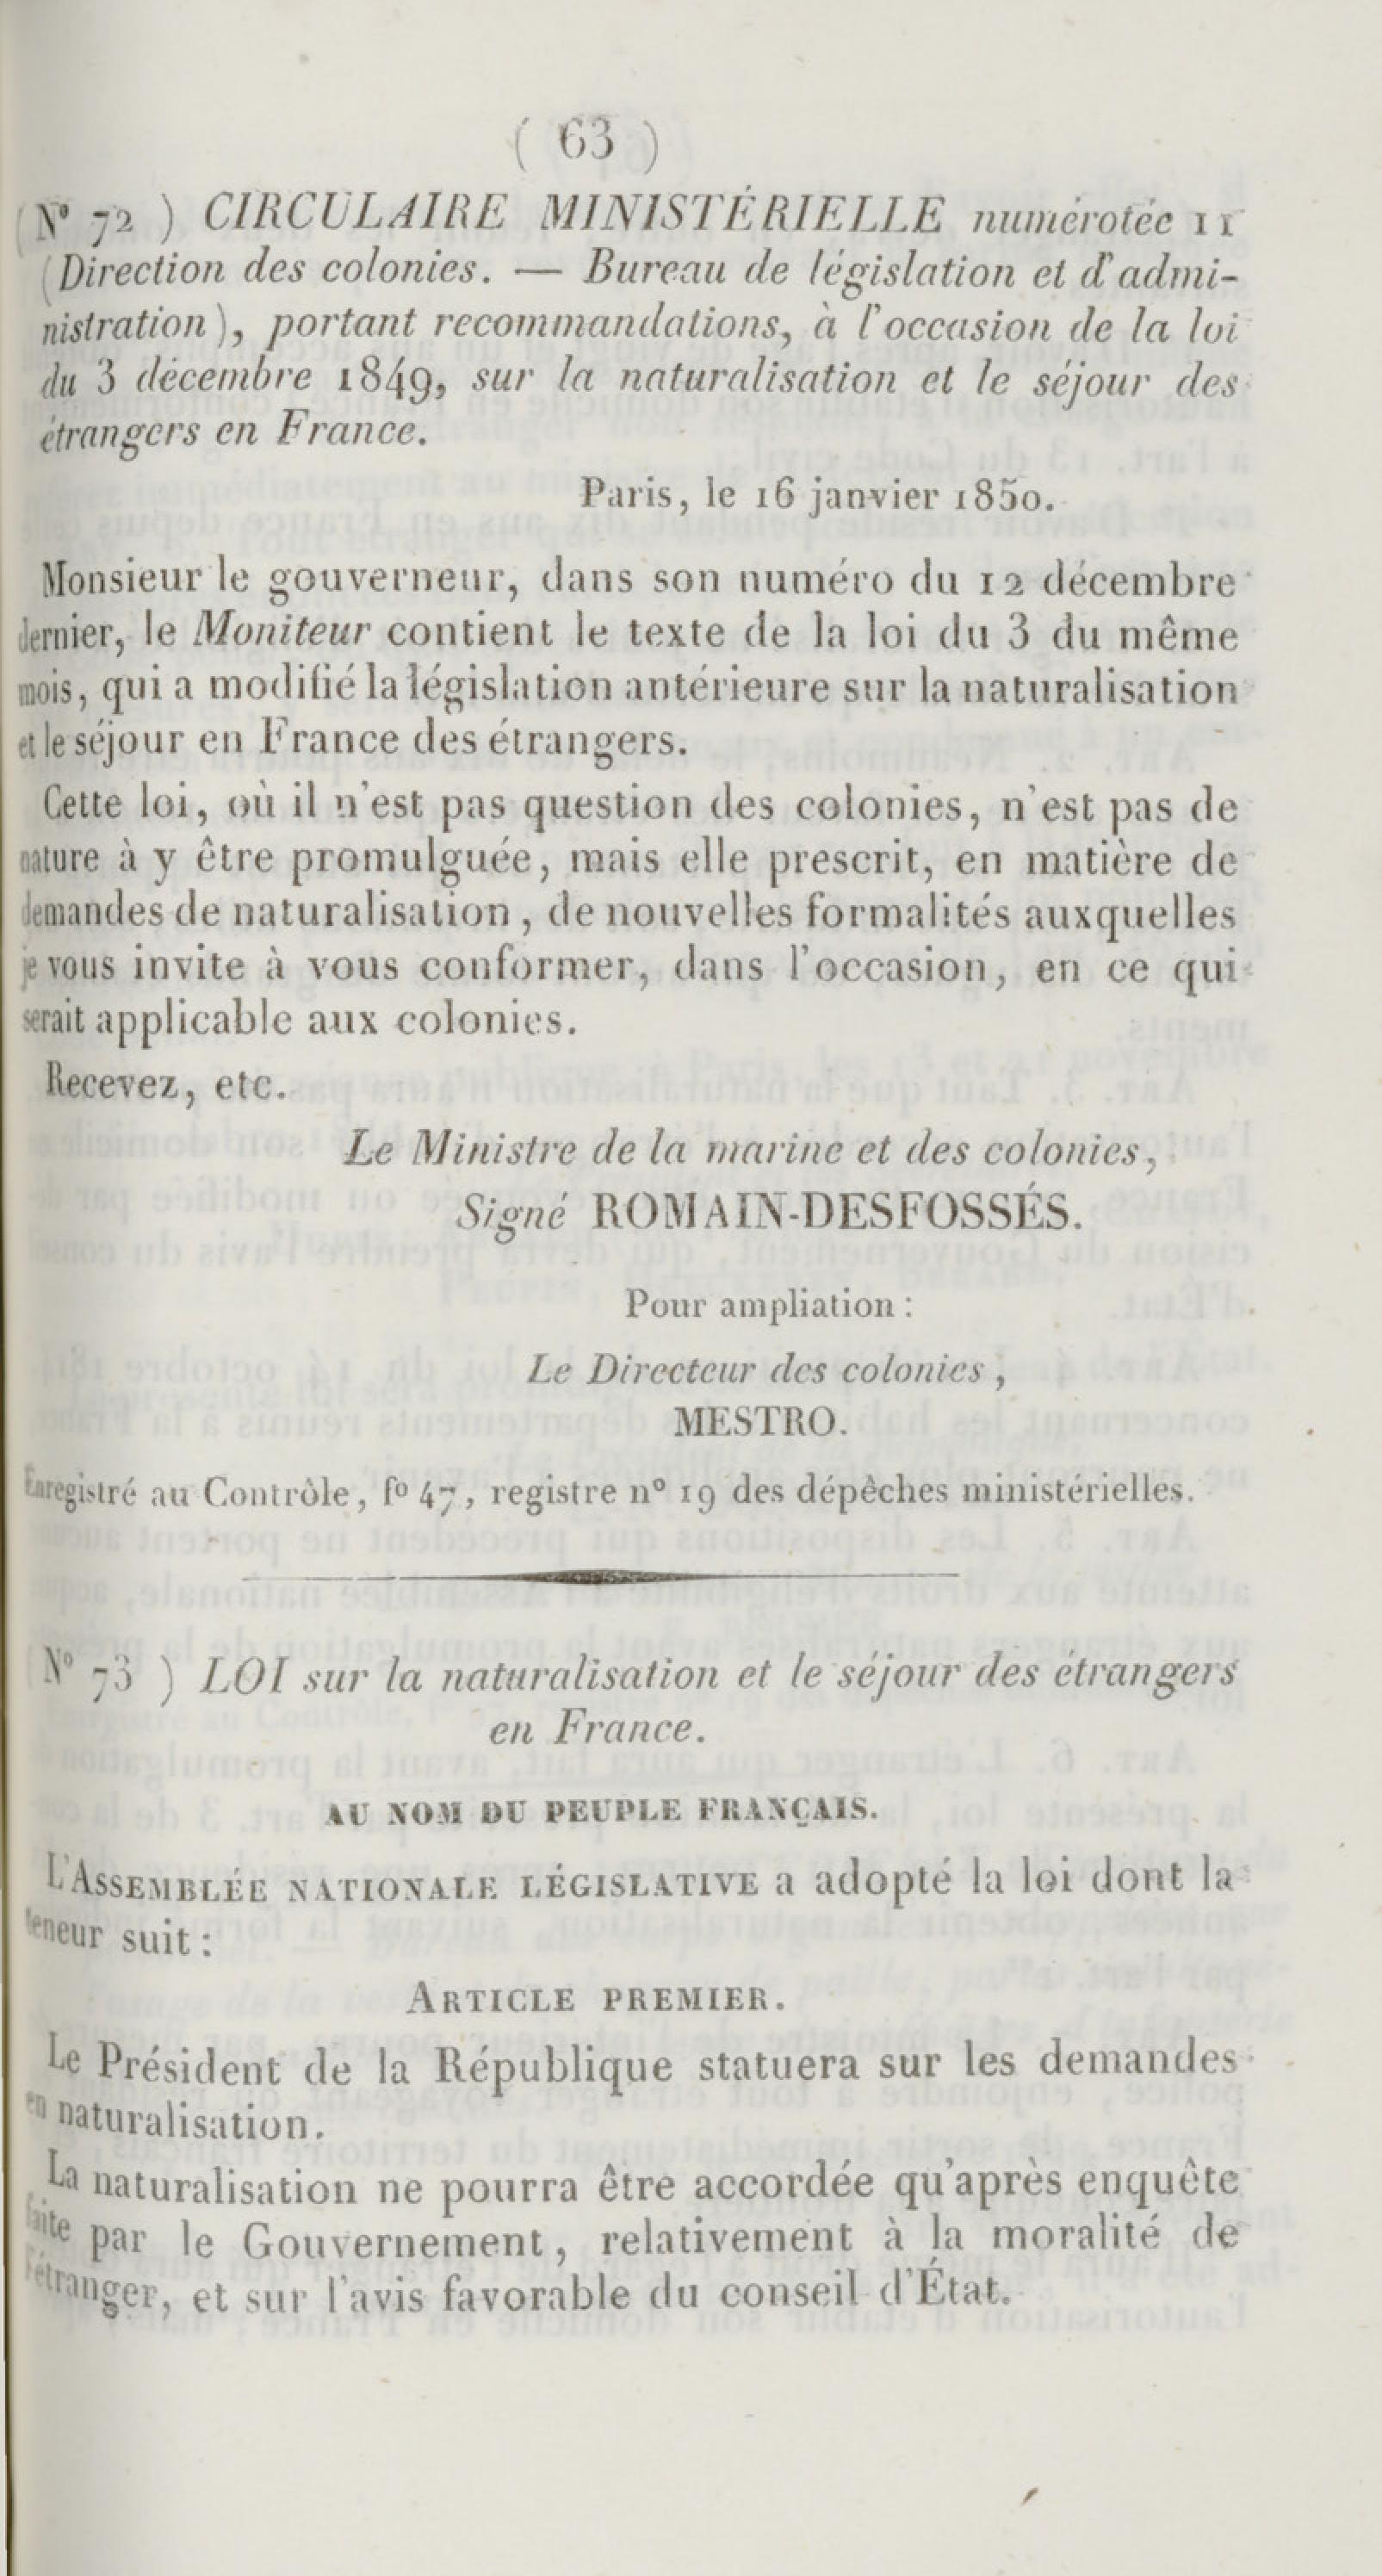 ( 63 )
( N° 72 ) CIRCULAIRE MINISTÉRIELLE numérotée 11
(Direction des colonies. — Bureau de législation et d'admi-
nistration), portant recommandations, à l'occasion de la loi
du 3 décembre 1849, sur la naturalisation et le séjour des
étrangers en France.
Paris, le 16 janvier 1850.
Monsieur le gouverneur, dans son numéro du 12 décembre
dernier, le Moniteur contient le texte de la loi du 3 du même
mois, qui a modifié la législation antérieure sur la naturalisation
et le séjour en France des étrangers.
Cette loi, où il n'est pas question des colonies, n'est pas de
nature à y être promulguée, mais elle prescrit, en matière de
demandes de naturalisation, de nouvelles formalités auxquelles
je vous invite à vous conformer, dans l'occasion, en ce qui
serait applicable aux colonies.
Recevez, etc.
Le Ministre de la marine et des colonies,
Signé ROMAIN-DESFOSSÉS.
Pour ampliation :
Le Directeur des colonies,
MESTRO.
Enregistré au Contrôle, f° 47, registre n° 19 des dépêches ministérielles.
( N° 73 ) LOI sur la naturalisation et le séjour des étrangers
en France.
AU NOM DU PEUPLE FRANÇAIS.
L'ASSEMBLÉE NATIONALE LÉGISLATIVE a adopté la loi dont la
teneur suit :
ARTICLE PREMIER.
Le Président de la République statuera sur les demandes
en naturalisation.
La naturalisation ne pourra être accordée qu'après enquête
faite par le Gouvernement, relativement à la moralité de
l'étranger, et sur l'avis favorable du conseil d'État.